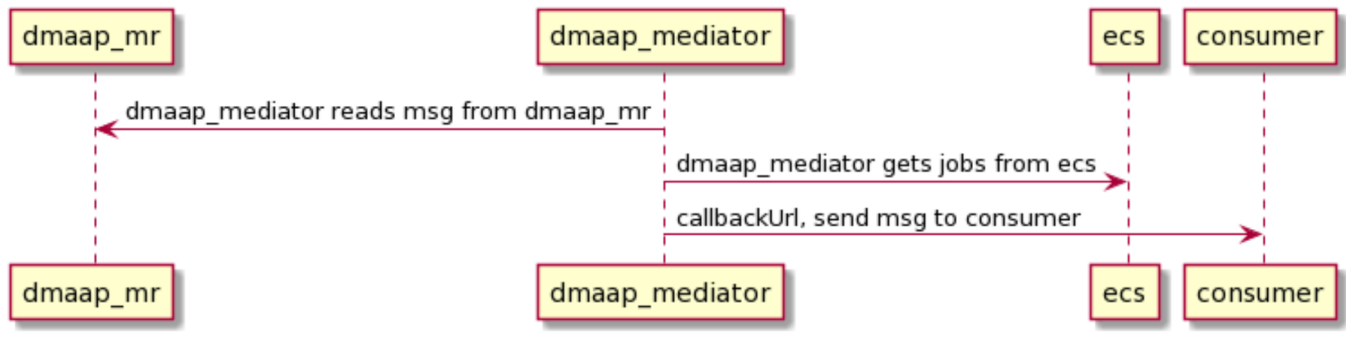 dmaap_mr
dmaap_mediator
ecs
consumer
dmaap_mediator reads msg from dmaap_mr
dmaap_mediator gets jobs from ecs
callbackUrl, send msg to consumer
dmaap_mr
dmaap_mediator
ecs
consumer